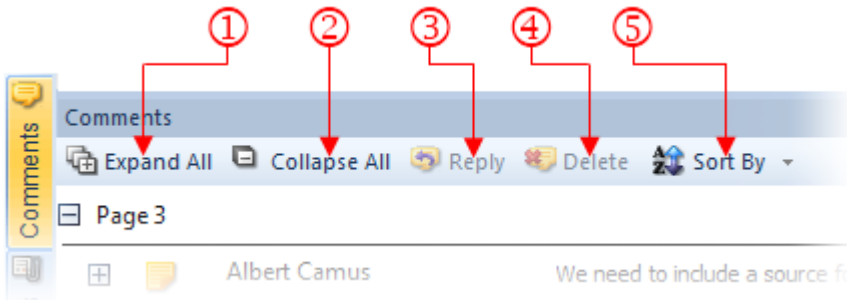 1 2 3 4 5
Comments
Comments
Expand All Collapse All Reply Delete Sort By
Page 3
Albert Camus We need to include a source